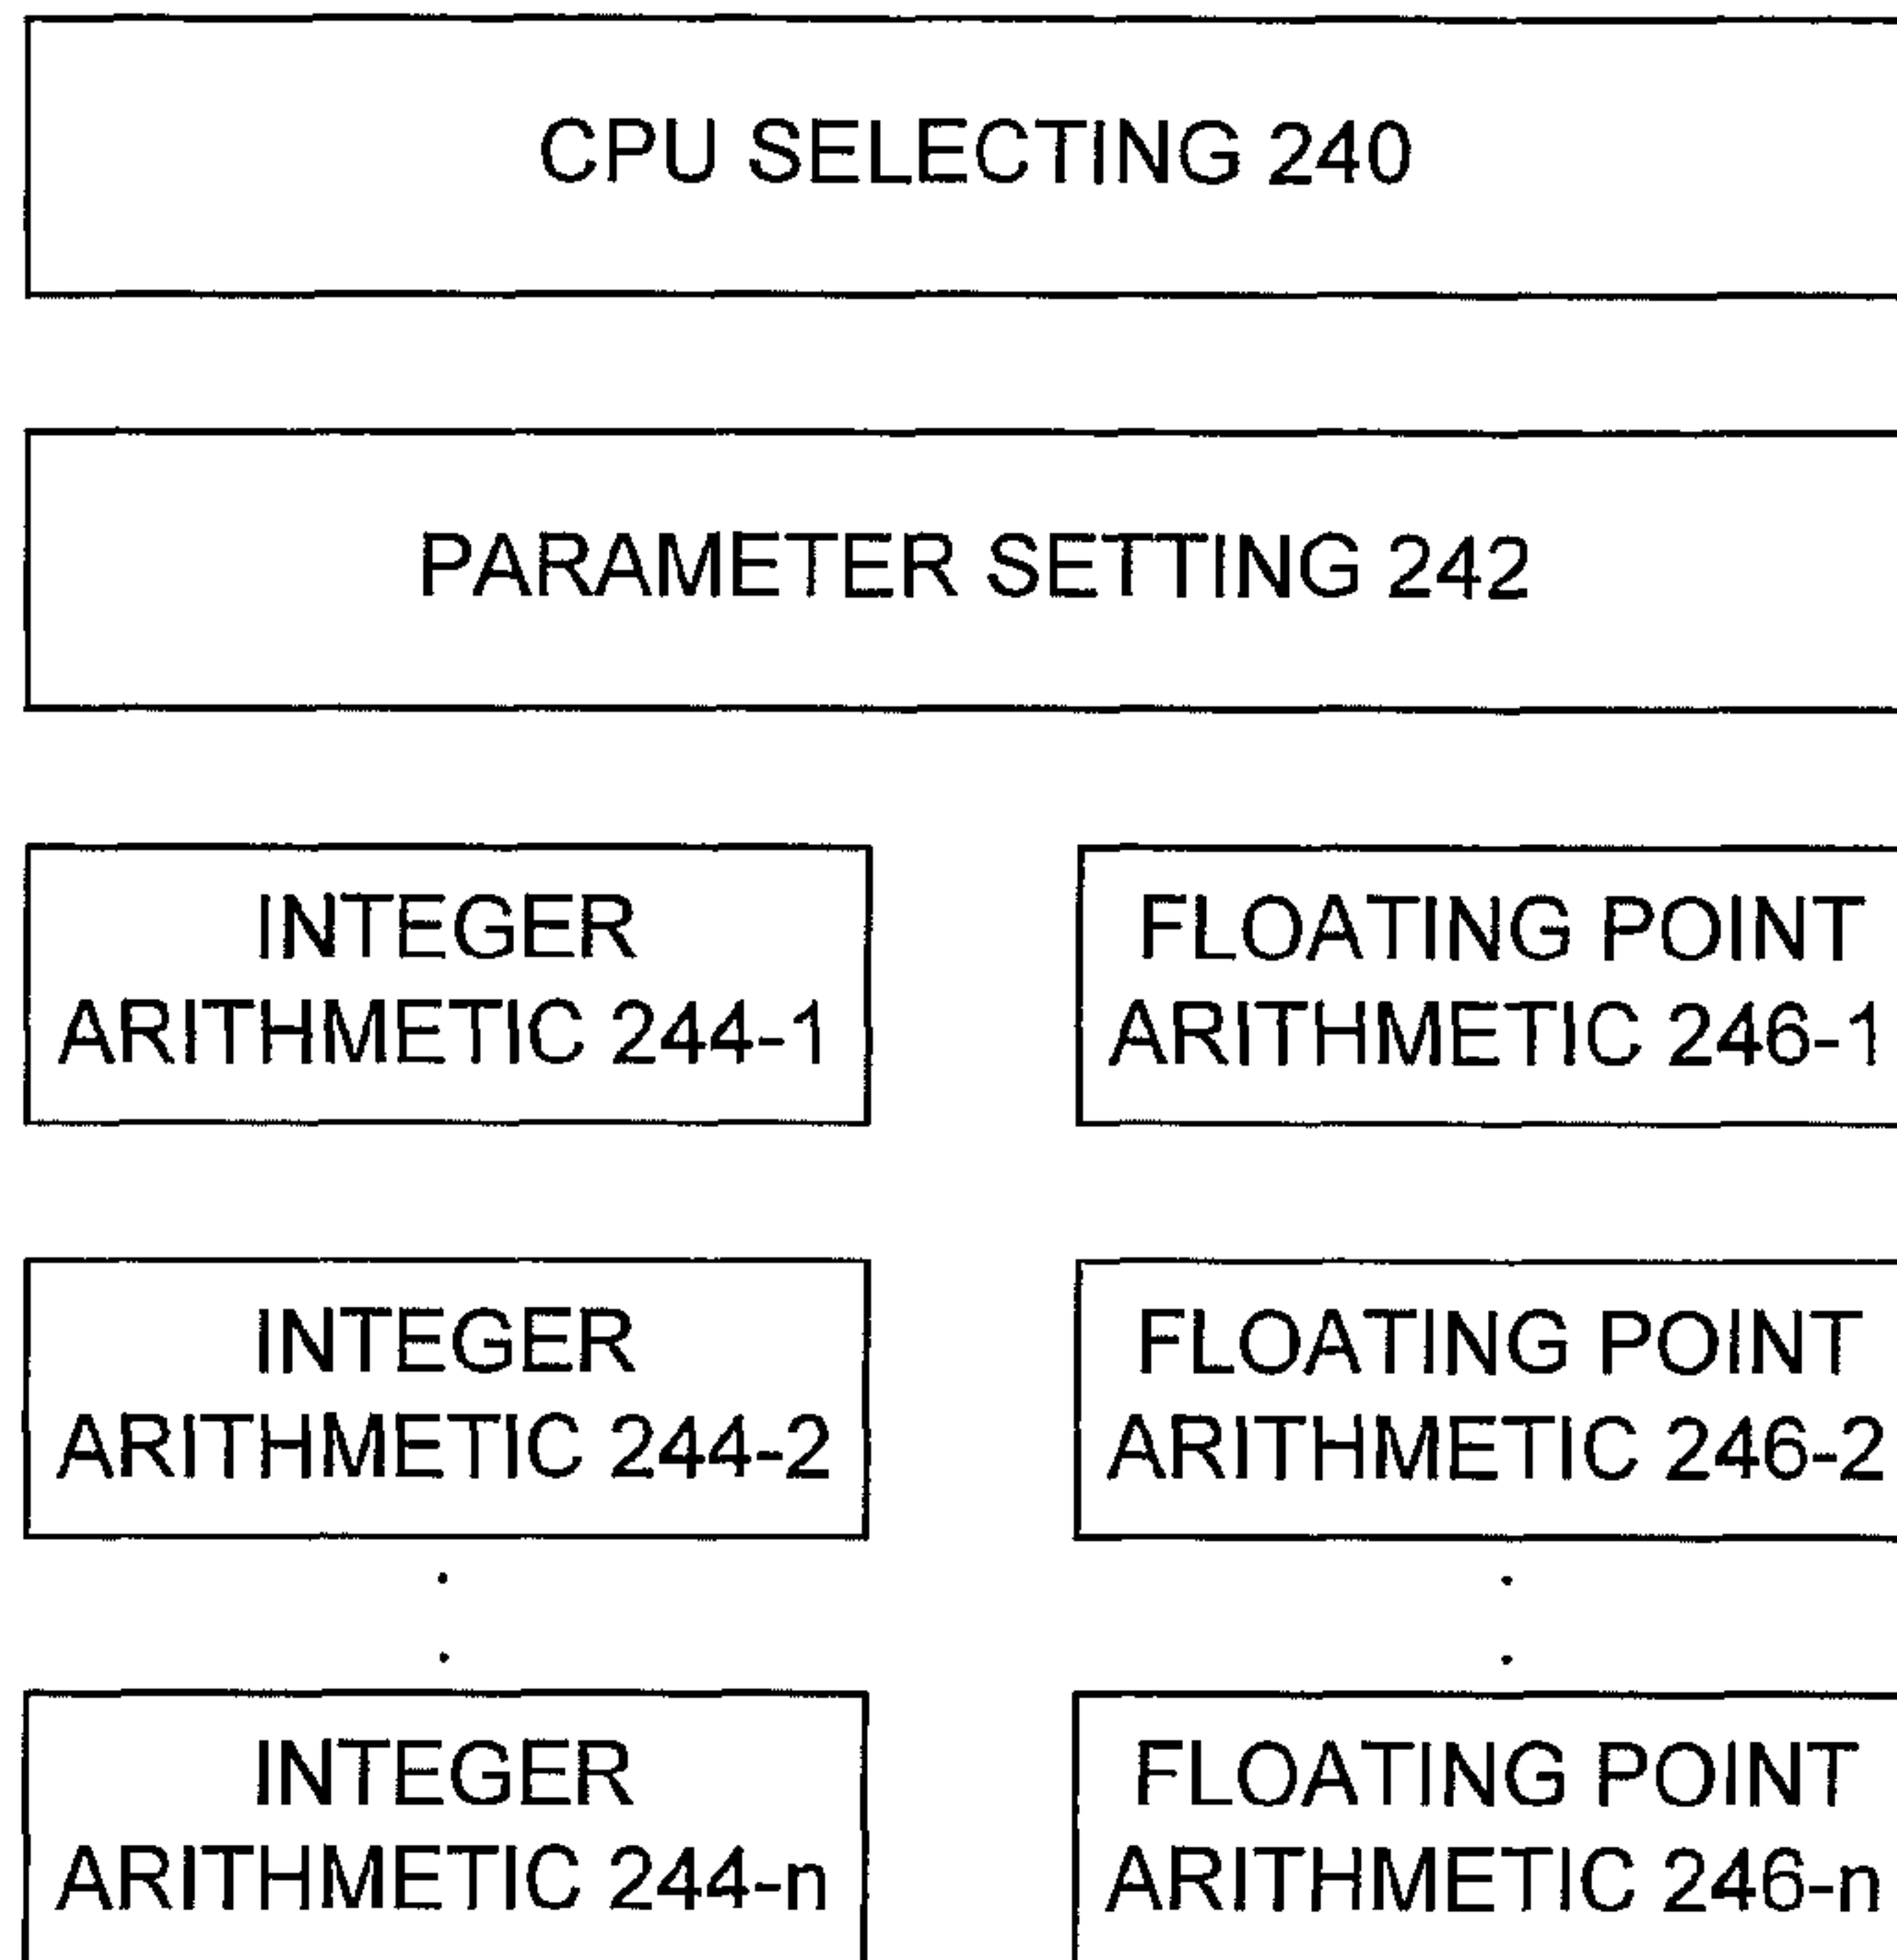 CPU SELECTING 240
PARAMETER SETTING 242
INTEGER
ARITHMETIC 244-1
FLOATING POINT
ARITHMETIC 246-1
INTEGER
ARITHMETIC 244-2
FLOATING POINT
ARITHMETIC 246-2
INTEGER
ARITHMETIC 244-n
FLOATING POINT
ARITHMETIC 246-n